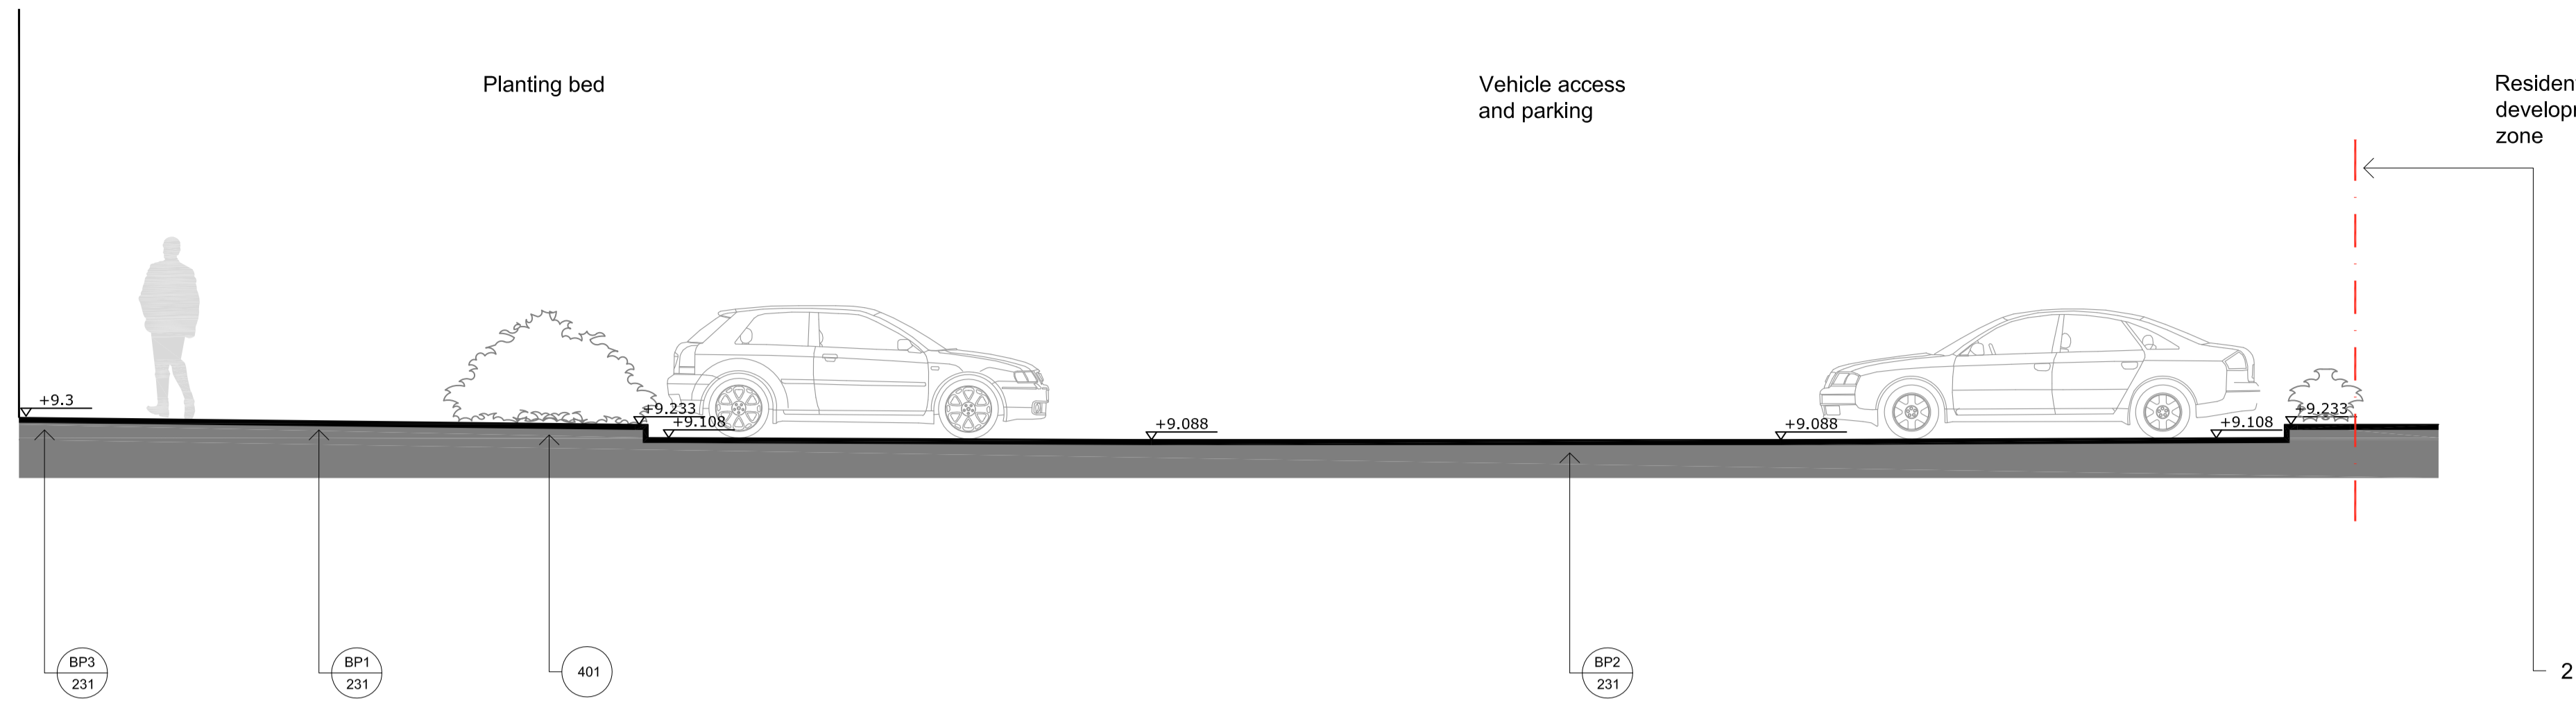 Planting bed
Vehicle access
and parking
zone
+9.3
+9.233
+9.108
+9.088
+9.088
+9.108
+9.233
BP3
231
BP1
231
401
BP2
231
2